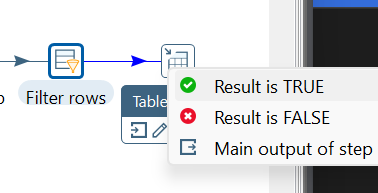 Filter rows
Table
Result is TRUE
Result is FALSE
Main output of step